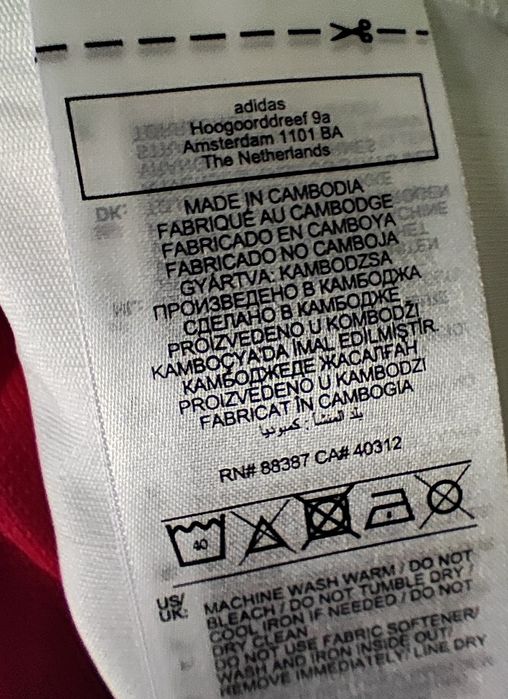 adidas
Hoogoorddreef 9a
Amsterdam 1101 BA
The Netherlands
DK:
MADE IN CAMBODIA
FABRIQUÉ AU CAMBODGE
FABRICADO EN CAMBOYA
FABRICADO NO CAMBOJA
GYÁRTVA: KAMBODZSA
ПРОИЗВЕДЕНО В КАМБОДЖА
СДЕЛАНО В КАМБОДЖЕ
PROIZVEDENO U KOMBODŽI
KAMBOÇYA'DA İMAL EDİLMİŞTİR.
КАМБОДЖЕДЕ ЖАСАЛҒАН
PROIZVEDENO U KAMBODZI
FABRICAT ÎN CAMBOGIA
بلد المنشأ : كمبوديا
RN# 88387 CA# 40312
40
US/
UK:
MACHINE WASH WARM / DO NOT
BLEACH / DO NOT TUMBLE DRY /
COOL IRON IF NEEDED / DO NOT
DRY CLEAN
DO NOT USE FABRIC SOFTENER/
WASH AND IRON INSIDE OUT/
REMOVE IMMEDIATELY/ LINE DRY